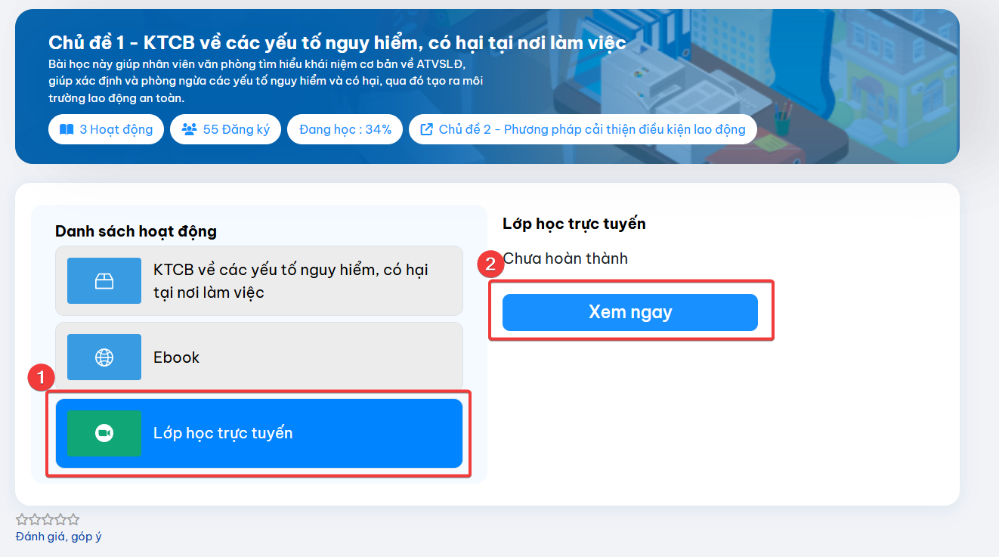 Chủ đề 1 - KTCB về các yếu tố nguy hiểm, có hại tại nơi làm việc
Bài học này giúp nhân viên văn phòng tìm hiểu khái niệm cơ bản về ATVSLĐ,
giúp xác định và phòng ngừa các yếu tố nguy hiểm và có hại, qua đó tạo ra môi
trường lao động an toàn.
3 Hoạt động
55 Đăng ký
Đang học : 34%
Chủ đề 2 - Phương pháp cải thiện điều kiện lao động
Danh sách hoạt động
KTCB về các yếu tố nguy hiểm, có hại
tại nơi làm việc
Ebook
1
Lớp học trực tuyến
Lớp học trực tuyến
2
Chưa hoàn thành
Xem ngay
Đánh giá, góp ý